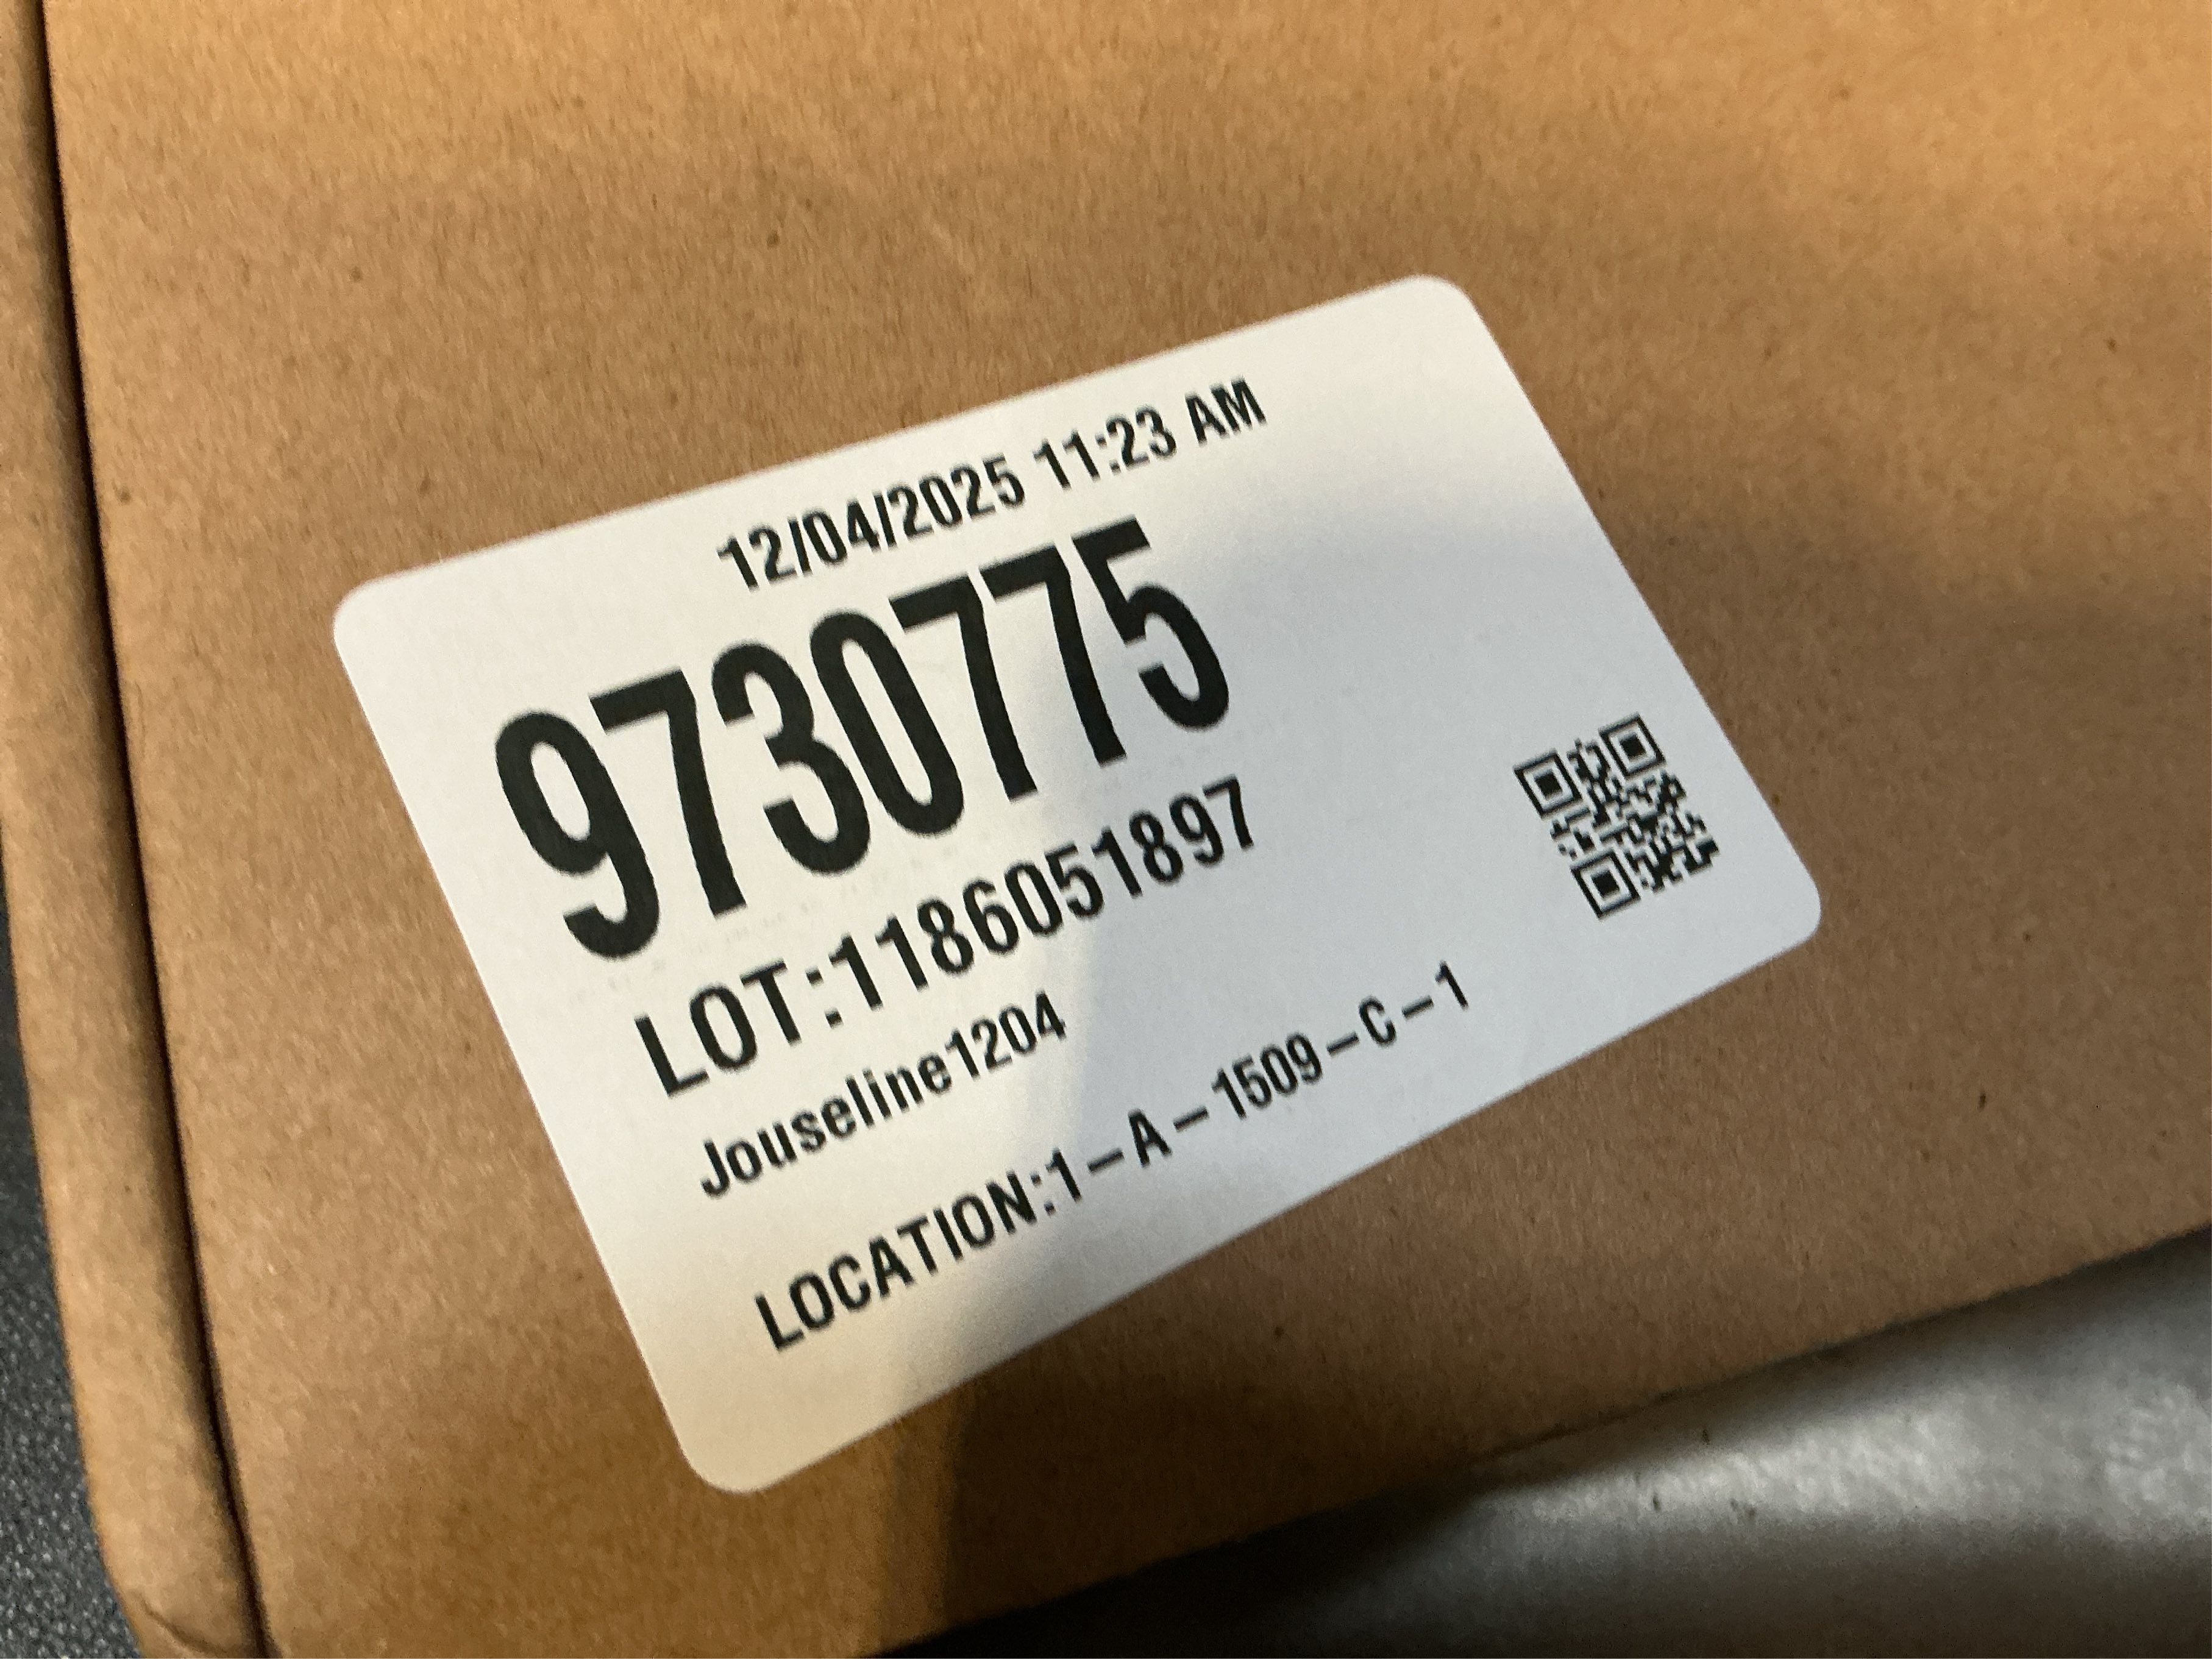 12/04/2025 11:23 AM
9730775
LOT:1186051897
Jouseline1204
LOCATION:1-A-1509-C-1